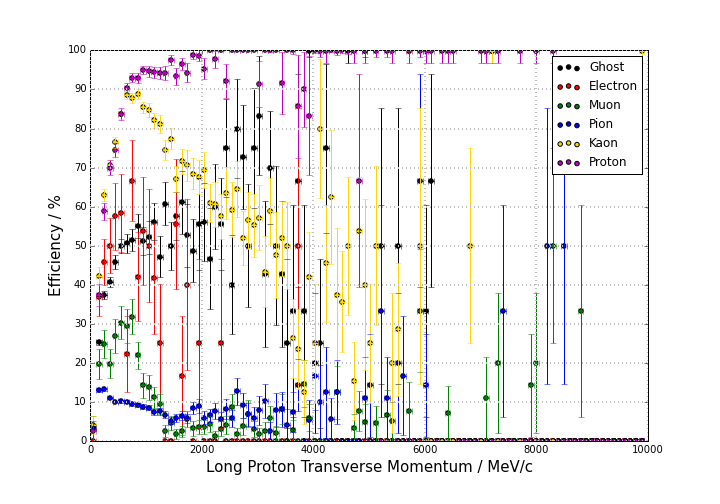 100
90
80
70
60
50
40
30
20
10
0
Efficiency / %
Ghost
Electron
Muon
Pion
Kaon
Proton
0 2000 4000 6000 8000 10000
Long Proton Transverse Momentum / MeV/c